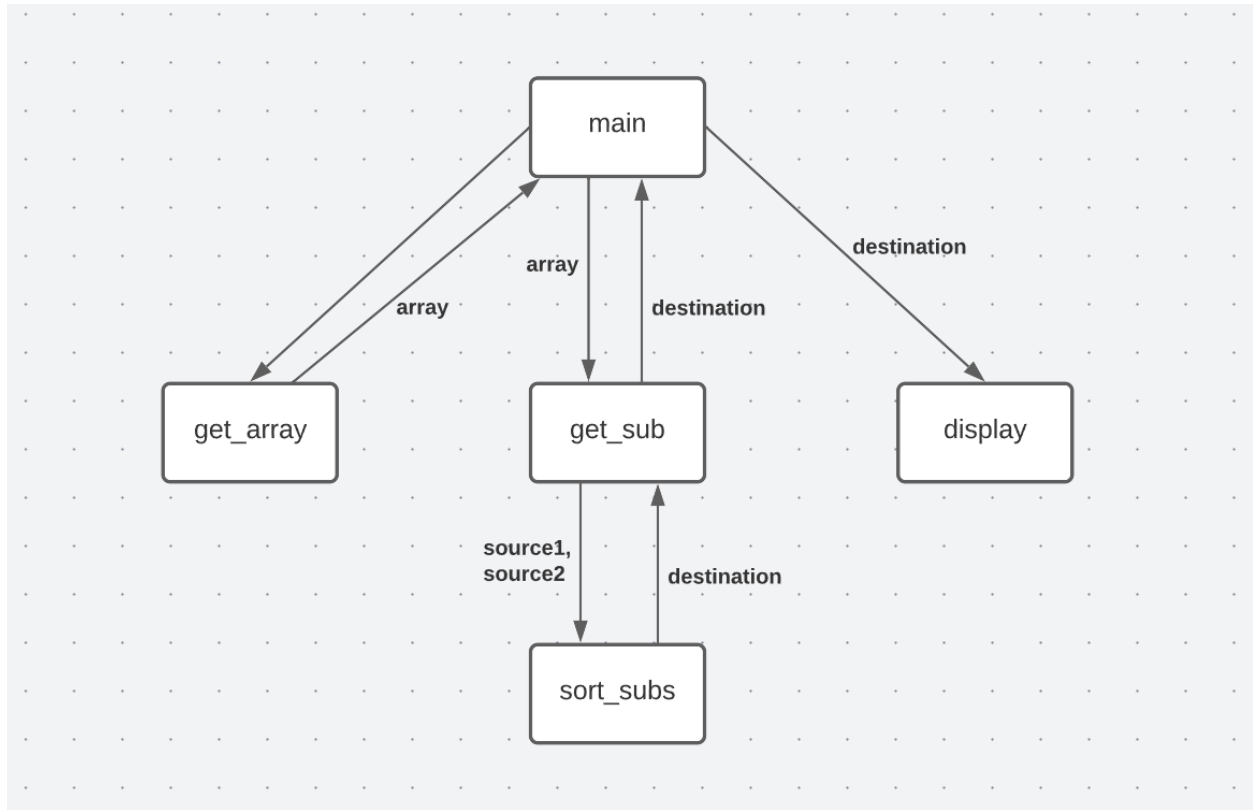 main
destination
array
array
destination
get_array
get_sub
display
source1,
source2
destination
sort_subs